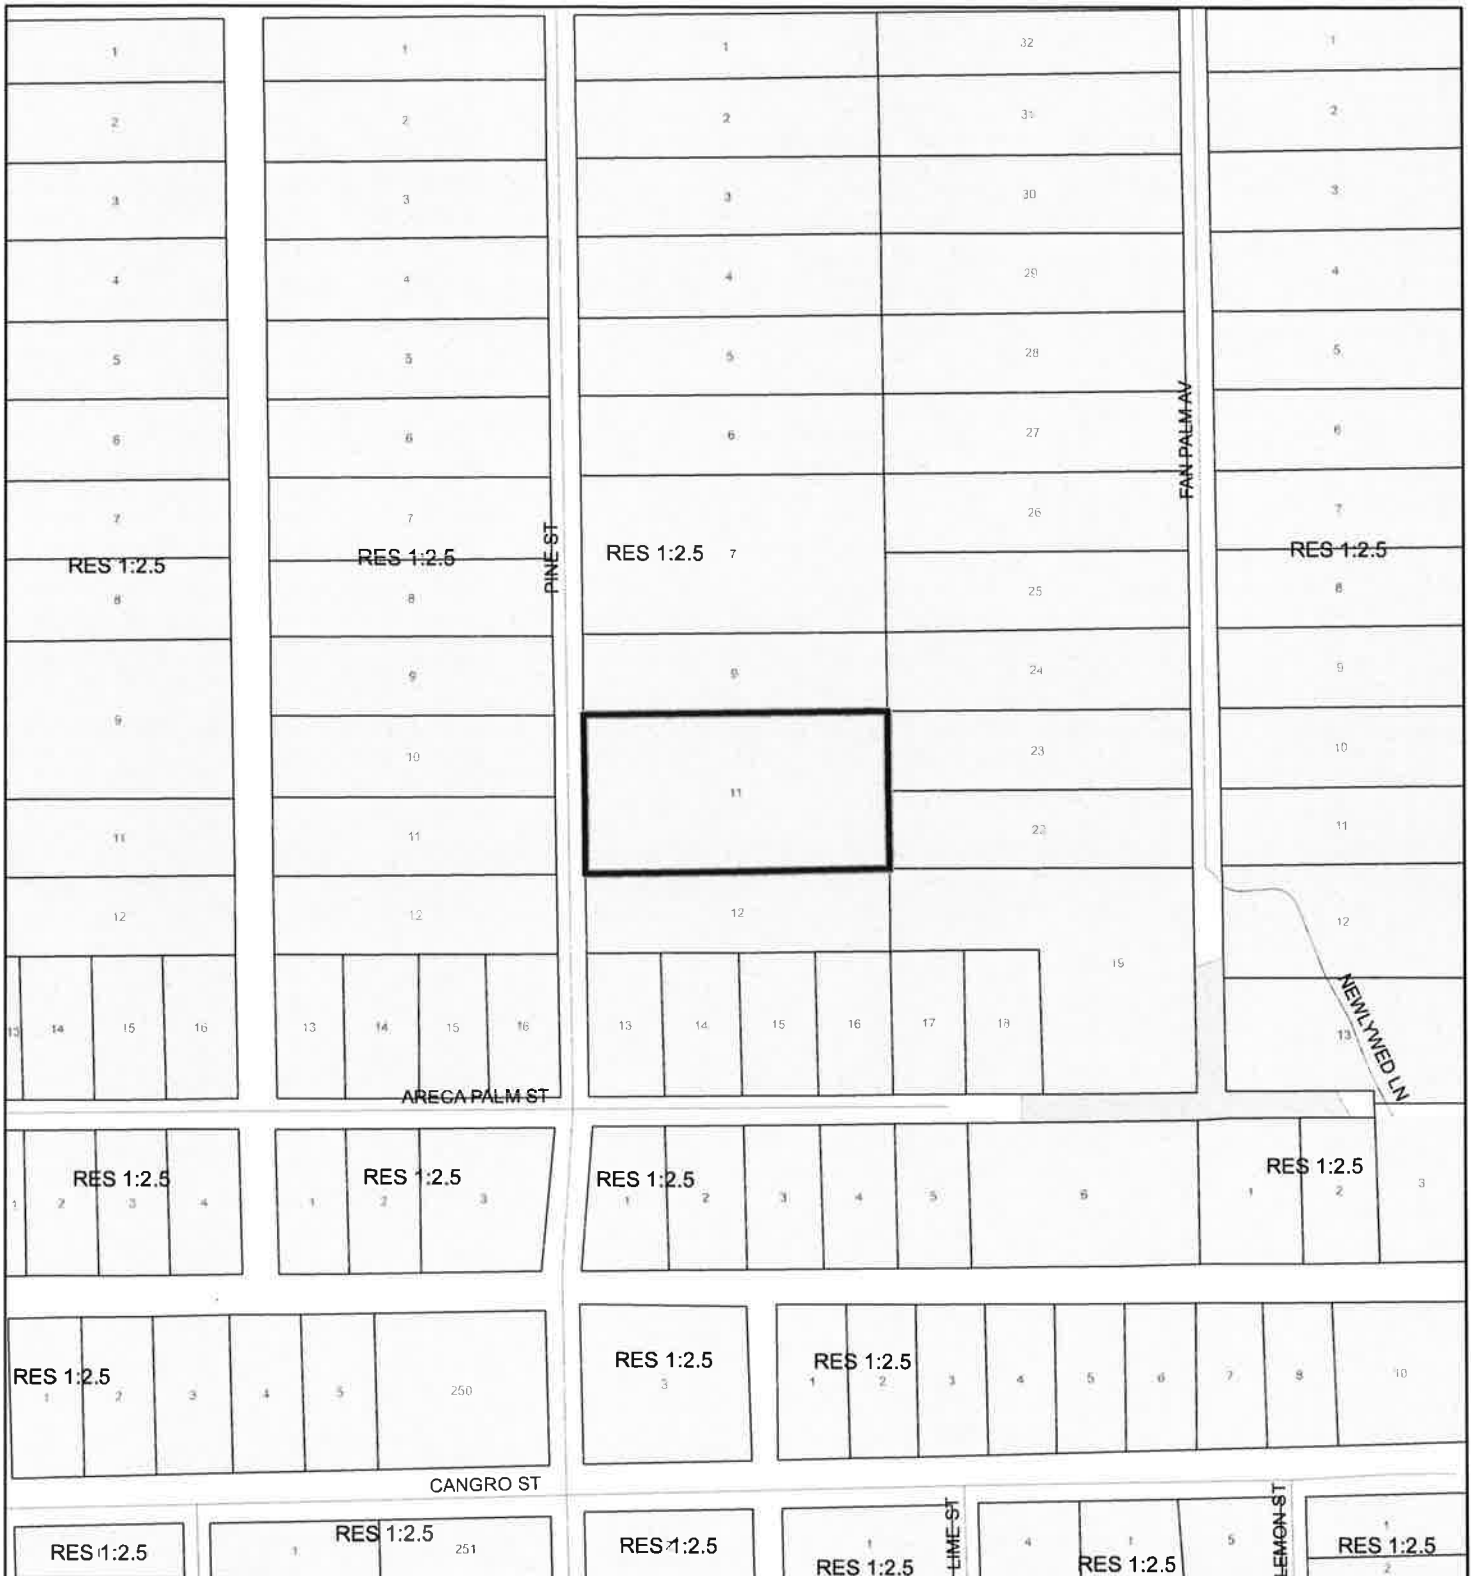 1 1 1 32 1
2 2 2 31 2
3 3 3 30 3
4 4 4 29 4
5 5 5 28 5
FAN PALM AV
6 6 6 27 6
7 7 26 7
PINE ST
RES 1:2.5 RES 1:2.5 RES 1:2.5 7 RES 1:2.5
8 8 25 8
9 9 24 9
9
10 23 10
11
11 11 22 11
12 12 12 12
19
NEWLYWED LN
13 14 15 16 13 14 15 16 13 14 15 16 17 18 13
ARECA PALM ST
RES 1:2.5 RES 1:2.5 RES 1:2.5 RES 1:2.5
1 2 3 4 1 2 3 1 2 3 4 5 6 1 2 3
RES 1:2.5 RES 1:2.5 RES 1:2.5
1 2 3 4 5 250 3 1 2 3 4 5 6 7 8 10
CANGRO ST
LIME ST
LEMON ST
RES 1:2.5 RES 1:2.5 RES 1:2.5 RES 1:2.5 RES 1:2.5 RES 1:2.5
1 251 1 4 1 5 1
2